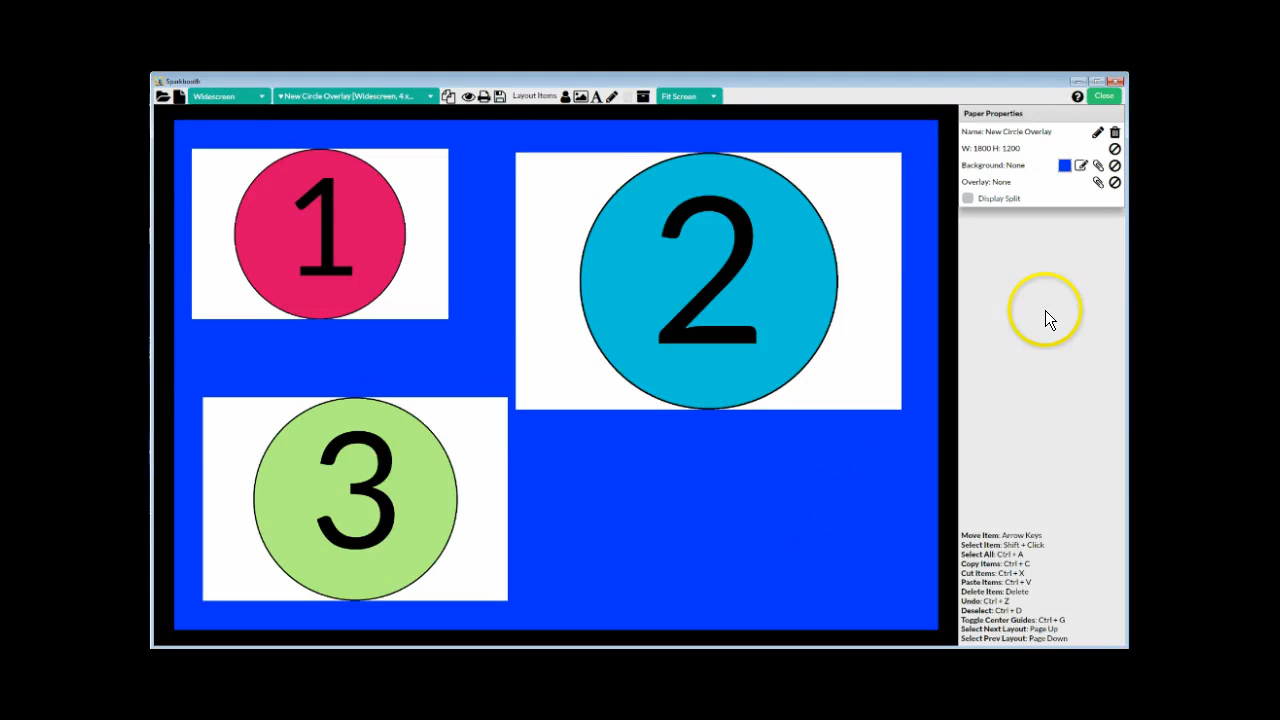 Sparkbooth
Widescreen
♥ New Circle Overlay [Widescreen, 4 x...
Layout Items
A
Fit Screen
?
Close
Paper Properties
Name: New Circle Overlay
W: 1800 H: 1200
Background: None
Overlay: None
Display Split
1
2
3
Move Item: Arrow Keys
Select Item: Shift + Click
Select All: Ctrl + A
Copy Items: Ctrl + C
Cut Items: Ctrl + X
Paste Items: Ctrl + V
Delete Item: Delete
Undo: Ctrl + Z
Deselect: Ctrl + D
Toggle Center Guides: Ctrl + G
Select Next Layout: Page Up
Select Prev Layout: Page Down